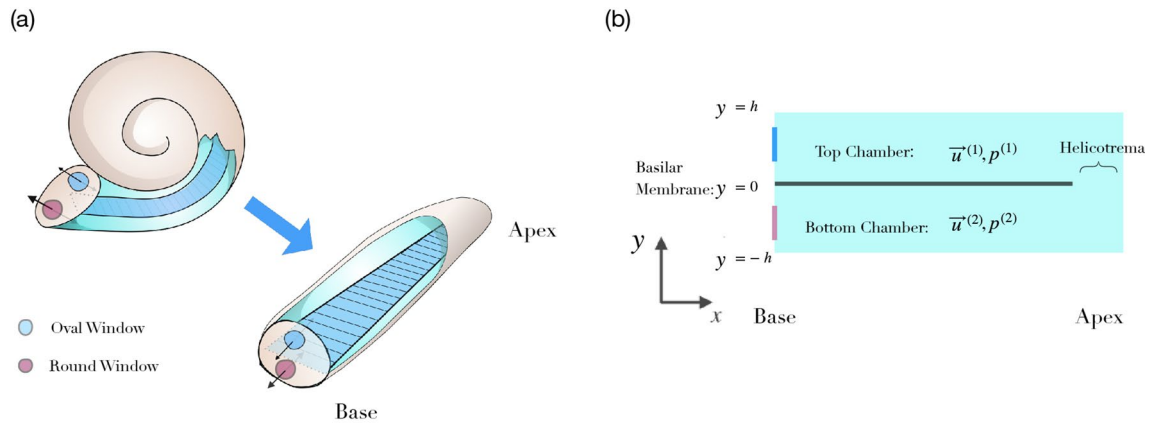 (a)
Apex
Oval Window
Round Window
Base
(b)
y = h
Top Chamber: u⃗⁽¹⁾, p⁽¹⁾
Helicotrema
Basilar
Membrane: y = 0
Bottom Chamber: u⃗⁽²⁾, p⁽²⁾
y
y = −h
x
Base
Apex